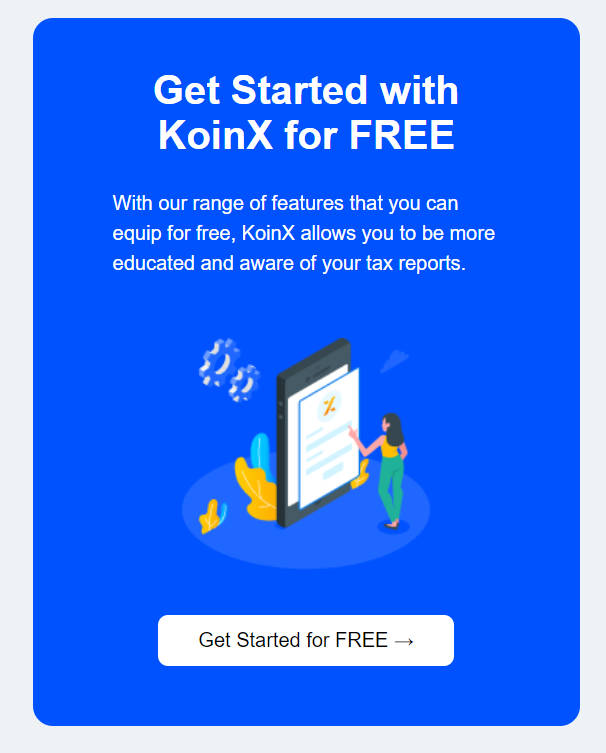 Get Started with
KoinX for FREE
With our range of features that you can
equip for free, KoinX allows you to be more
educated and aware of your tax reports.
Get Started for FREE →